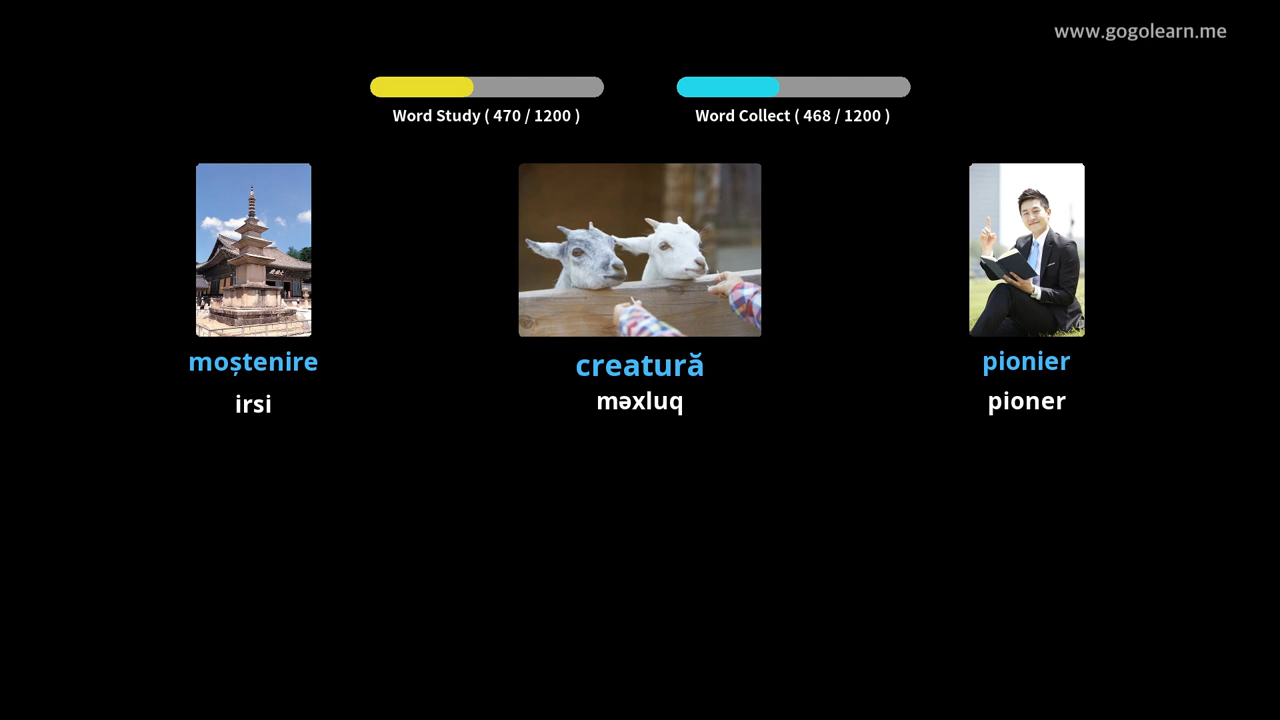 www.gogolearn.me
Word Study ( 470 / 1200 )
Word Collect ( 468 / 1200 )
moștenire
creatură
pionier
irsi
məxluq
pioner